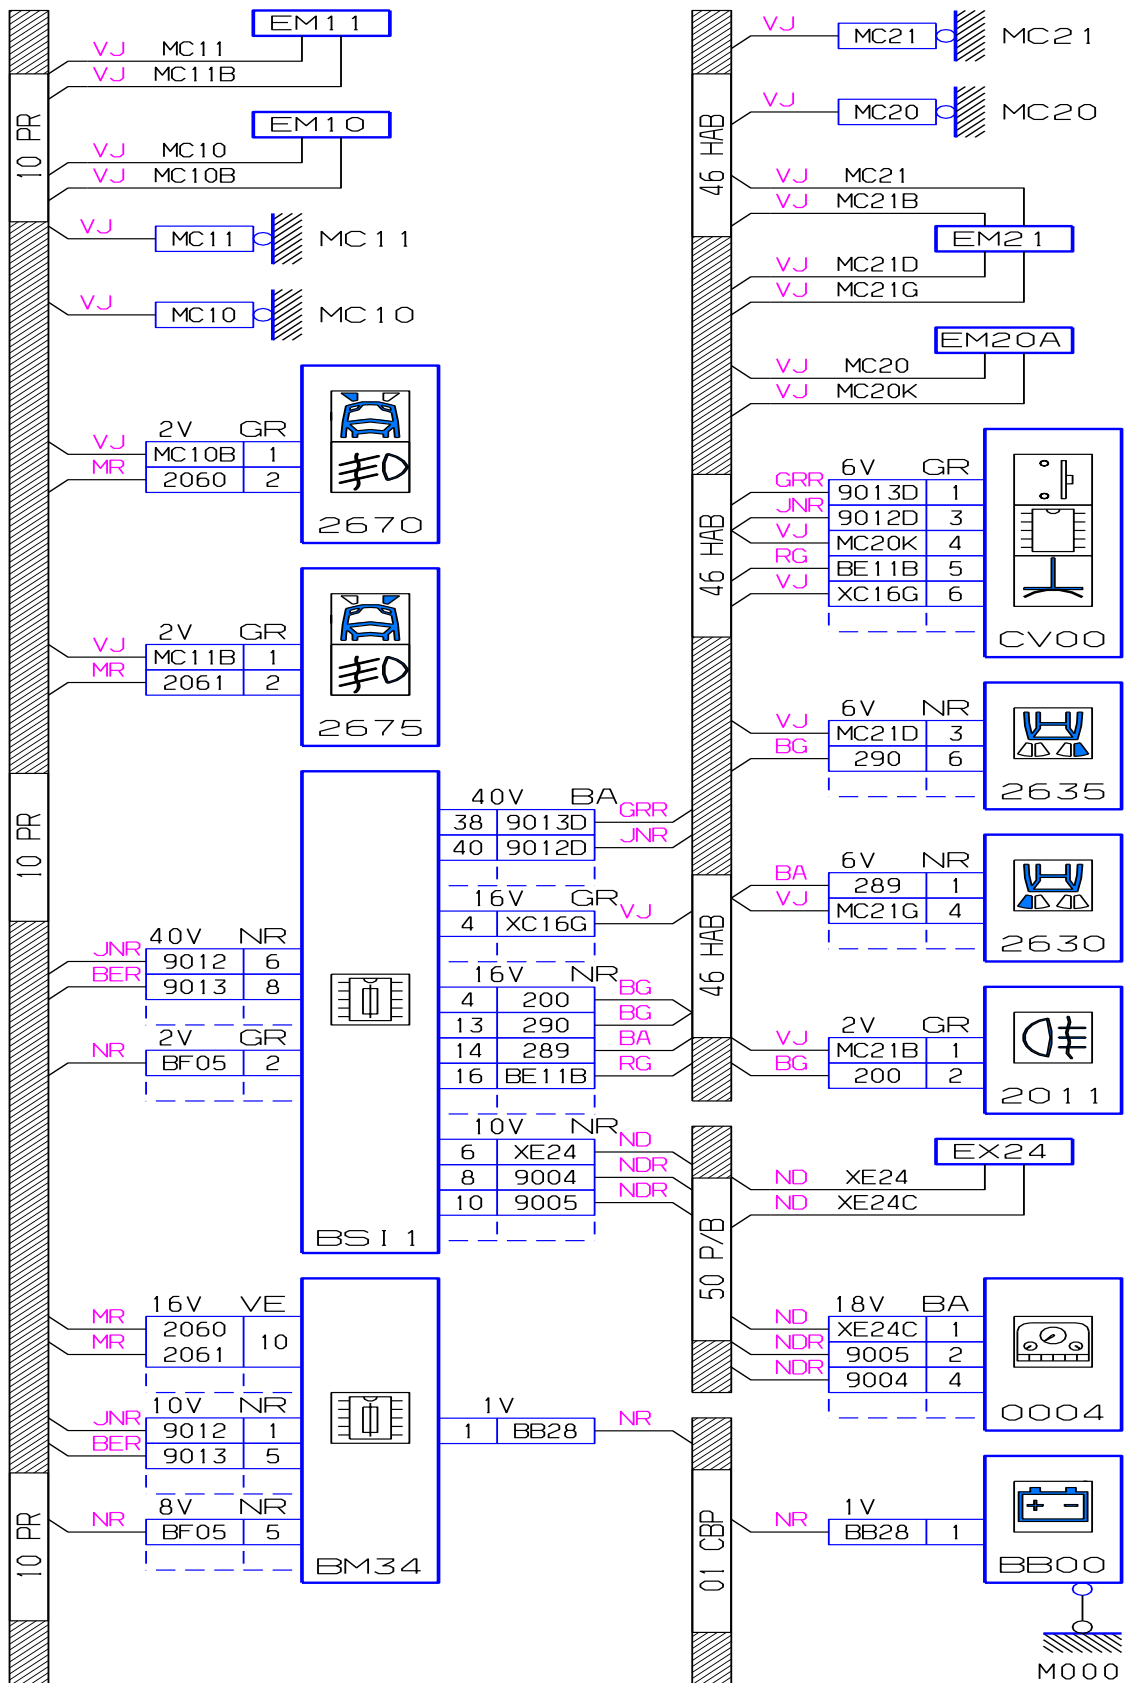 EM11
VJ MC11
VJ MC11B
EM10
VJ MC10
VJ MC10B
10 PR
VJ MC11 MC11
VJ MC10 MC10
2V GR
VJ MC10B 1
MR 2060 2
2670
2V GR
VJ MC11B 1
MR 2061 2
2675
10 PR
40V BA
38 9013D GRR
40 9012D JNR
16V GR
4 XC16G VJ
40V NR
JNR 9012 6
BER 9013 8
2V GR
NR BF05 2
16V NR
4 200 BG
13 290 BG
14 289 BA
16 BE11B RG
10V NR
6 XE24 ND
8 9004 NDR
10 9005 NDR
BSI1
16V VE
MR 2060
MR 2061
10
10V NR
JNR 9012 1
BER 9013 5
8V NR
NR BF05 5
1V
1 BB28 NR
BM34
10 PR
VJ MC21 MC21
VJ MC20 MC20
46 HAB
VJ MC21
VJ MC21B
EM21
VJ MC21D
VJ MC21G
EM20A
VJ MC20
VJ MC20K
6V GR
GRR 9013D 1
JNR 9012D 3
VJ MC20K 4
RG BE11B 5
VJ XC16G 6
CV00
46 HAB
6V NR
VJ MC21D 3
BG 290 6
2635
6V NR
BA 289 1
VJ MC21G 4
2630
46 HAB
2V GR
VJ MC21B 1
BG 200 2
2011
EX24
ND XE24
ND XE24C
50 P/B
18V BA
ND XE24C 1
NDR 9005 2
NDR 9004 4
0004
01 CBP
1V
NR BB28 1
BB00
M000